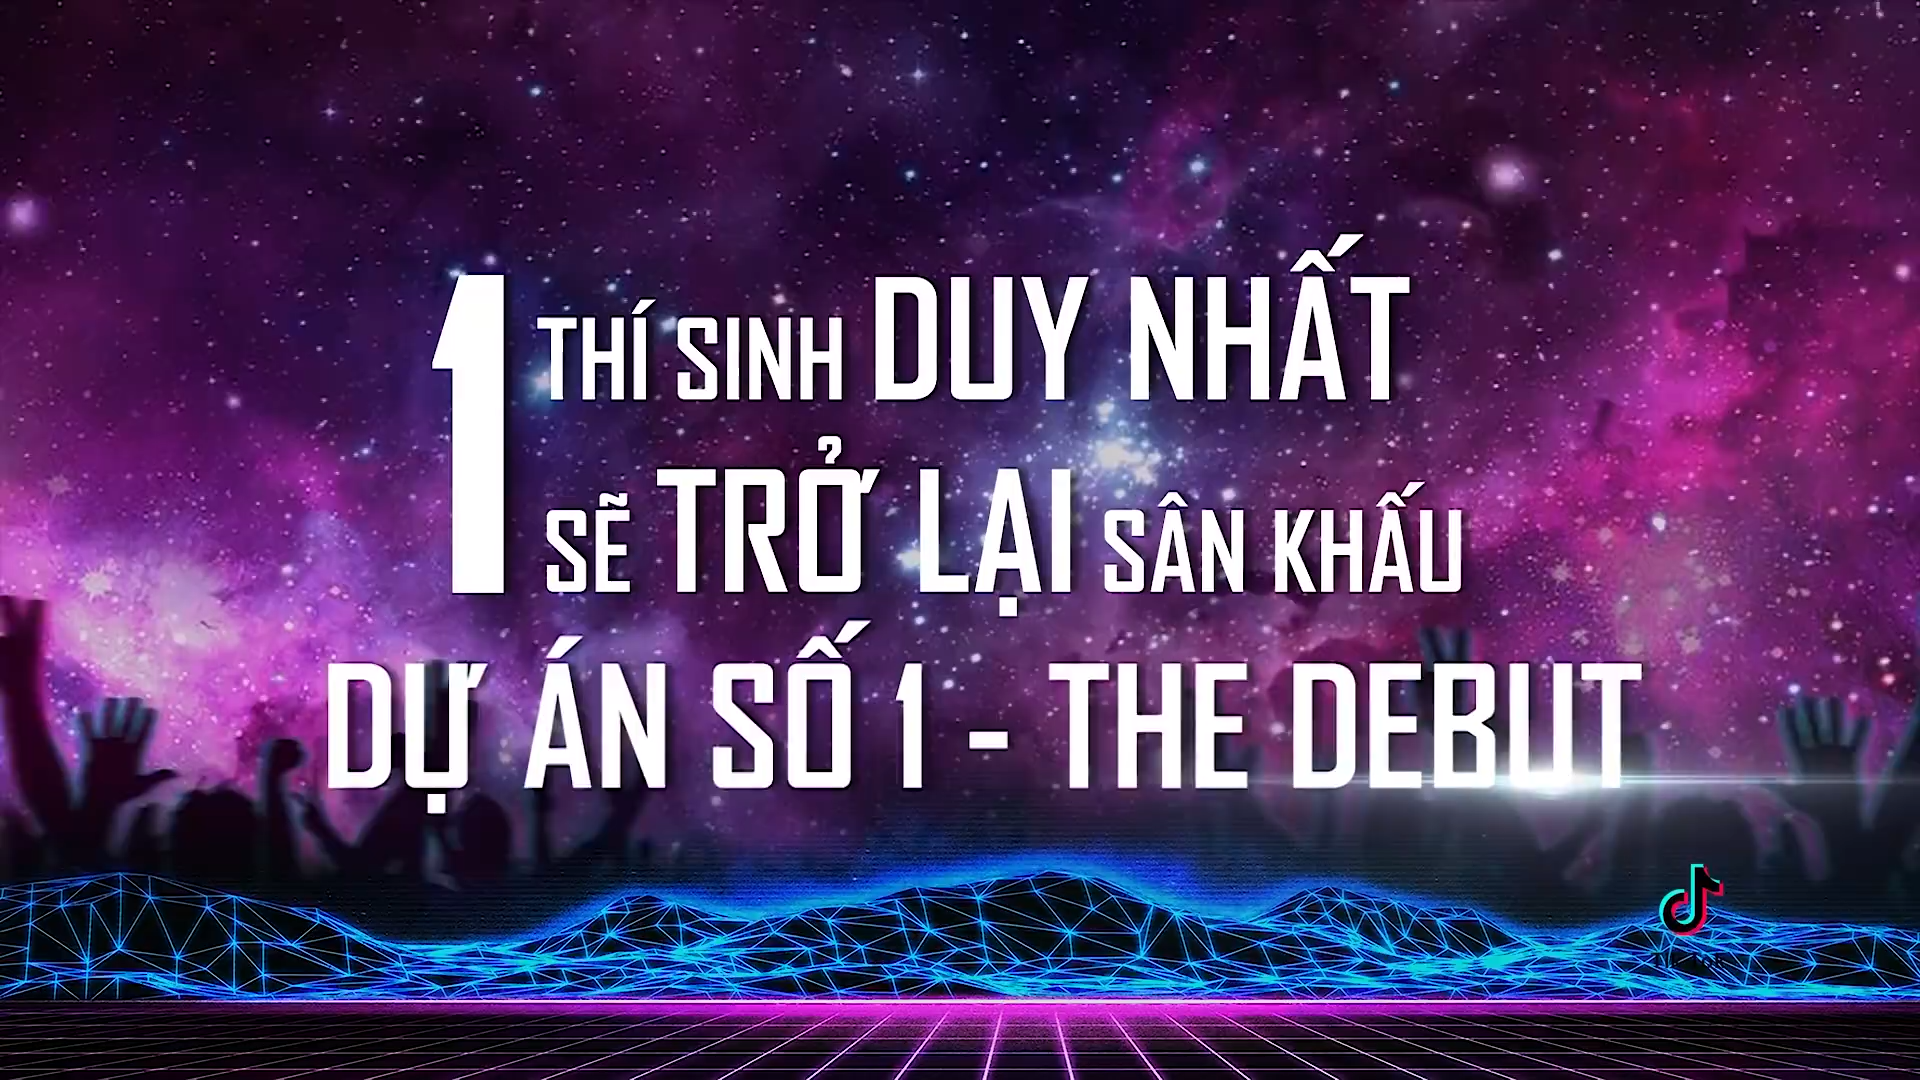 1 THÍ SINH DUY NHẤT
SẼ TRỞ LẠI SÂN KHẤU
DỰ ÁN SỐ 1 - THE DEBUT